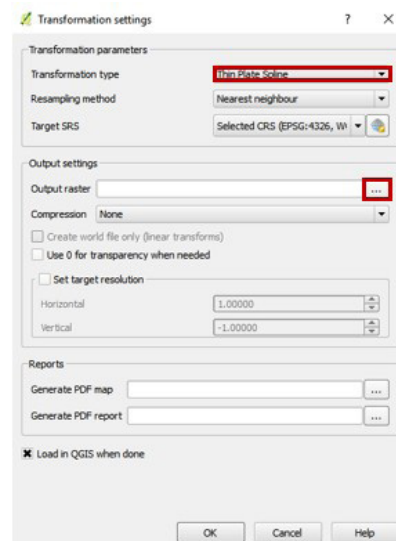 Transformation settings ? ×
Transformation parameters
Transformation type Thin Plate Spline
Resampling method Nearest neighbour
Target SRS Selected CRS (EPSG:4326, W
Output settings
Output raster ...
Compression None
Create world file only (linear transforms)
Use 0 for transparency when needed
Set target resolution
Horizontal 1.00000
Vertical -1.00000
Reports
Generate PDF map ...
Generate PDF report ...
Load in QGIS when done
OK Cancel Help